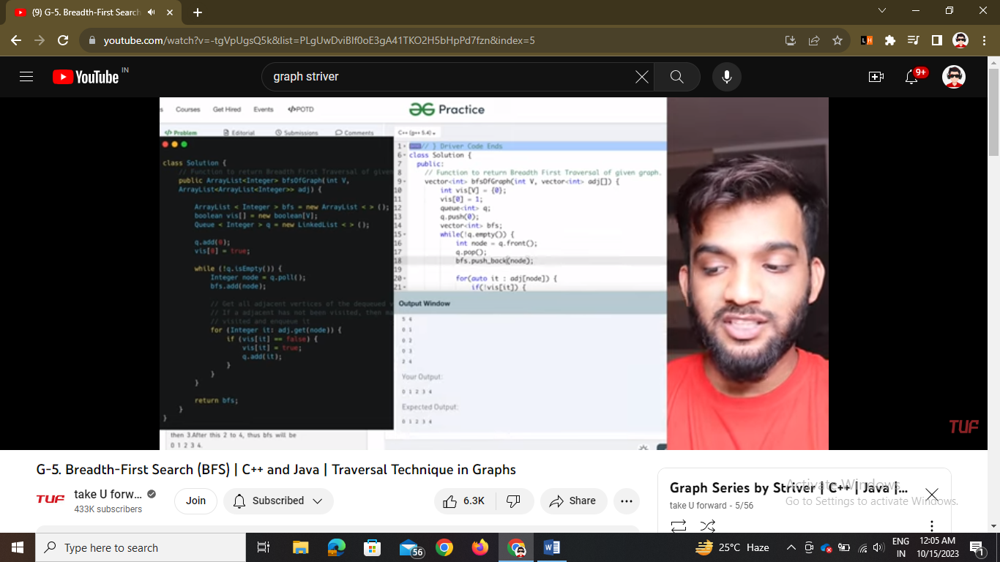 (9) G-5. Breadth-First Search
youtube.com/watch?v=-tgVpUgsQ5k&list=PLgUwDviBIf0oE3gA41TKO2H5bHpPd7fzn&index=5
YouTube IN
graph striver
9+
s Courses Get Hired Events </>POTD
Practice
</> Problem Editorial Submissions Comments
C++ (g++ 5.4)
class Solution {
// Function to return Breadth First Traversal of given
public ArrayList<Integer> bfsOfGraph(int V,
ArrayList<ArrayList<Integer>> adj) {
ArrayList < Integer > bfs = new ArrayList < > ();
boolean vis[] = new boolean[V];
Queue < Integer > q = new LinkedList < > ();
q.add(0);
vis[0] = true;
while (!q.isEmpty()) {
Integer node = q.poll();
bfs.add(node);
// Get all adjacent vertices of the dequeued
// If a adjacent has not been visited, then
// visited and enqueue it
for (Integer it: adj.get(node)) {
if (vis[it] == false) {
vis[it] = true;
q.add(it);
}
}
}
return bfs;
}
}
then 3.After this 2 to 4, thus bfs will be
0 1 2 3 4.
1 // } Driver Code Ends
6 class Solution {
7 public:
8 // Function to return Breadth First Traversal of given graph.
9 vector<int> bfsOfGraph(int V, vector<int> adj[]) {
10 int vis[V] = {0};
11 vis[0] = 1;
12 queue<int> q;
13 q.push(0);
14 vector<int> bfs;
15 while(!q.empty()) {
16 int node = q.front();
17 q.pop();
18 bfs.push_back(node);
19
20 for(auto it : adj[node]) {
21 if(!vis[it]) {
Output Window
5 4
0 1
0 2
0 3
2 4
Your Output:
0 1 2 3 4
Expected Output:
0 1 2 3 4
TUF
G-5. Breadth-First Search (BFS) | C++ and Java | Traversal Technique in Graphs
TUF take U forw...
433K subscribers
Join
Subscribed
6.3K
Share
Graph Series by Striver | C++ | Java |...
take U forward - 5/56
Activate Windows
Go to Settings to activate Windows.
Type here to search
56
25°C Haze
ENG
IN
12:05 AM
10/15/2023
1